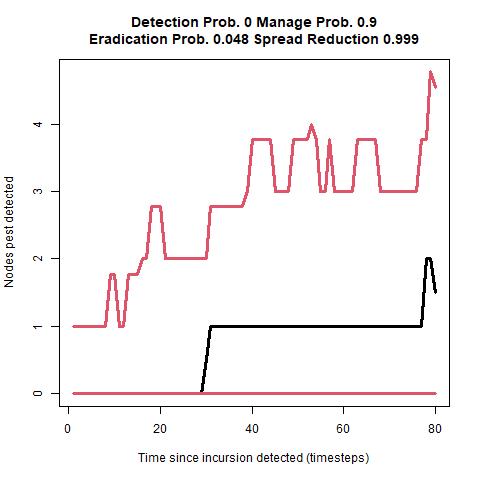 Detection Prob. 0 Manage Prob. 0.9
Eradication Prob. 0.048 Spread Reduction 0.999
Nodes pest detected
4
3
2
1
0
0
20
40
60
80
Time since incursion detected (timesteps)